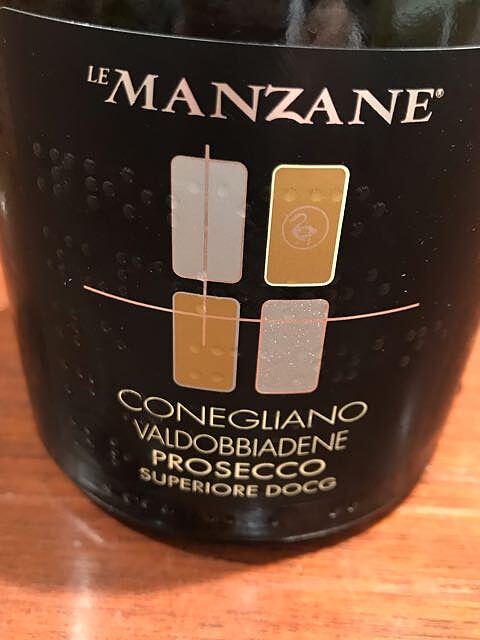 LE MANZANE®
CONEGLIANO
VALDOBBIADENE
PROSECCO
SUPERIORE DOCG